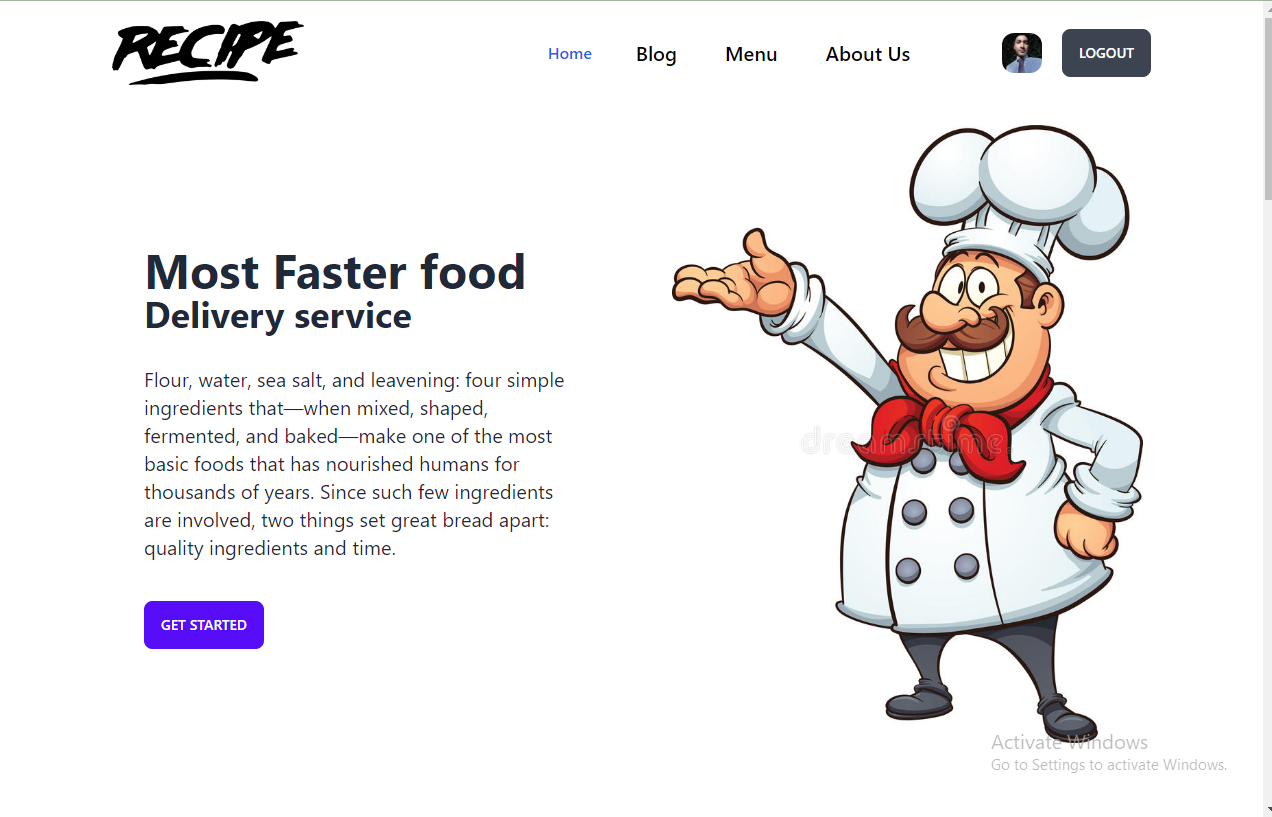 RECIPE
Home
Blog
Menu
About Us
LOGOUT
Most Faster food
Delivery service
Flour, water, sea salt, and leavening: four simple
ingredients that—when mixed, shaped,
fermented, and baked—make one of the most
basic foods that has nourished humans for
thousands of years. Since such few ingredients
are involved, two things set great bread apart:
quality ingredients and time.
GET STARTED
dreamstime
Activate Windows
Go to Settings to activate Windows.